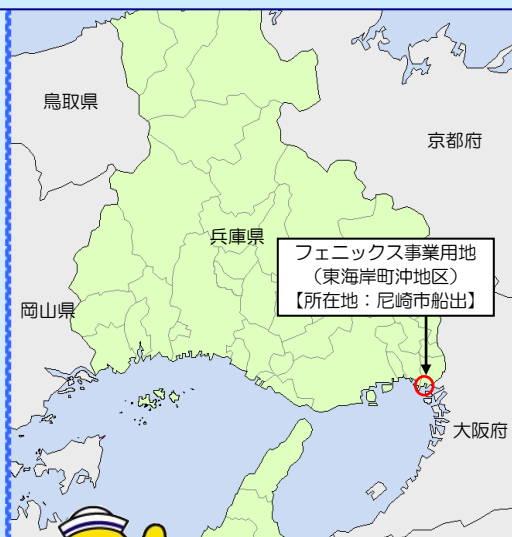 鳥取県
京都府
兵庫県
フェニックス事業用地
（東海岸町沖地区）
【所在地：尼崎市船出】
岡山県
大阪府